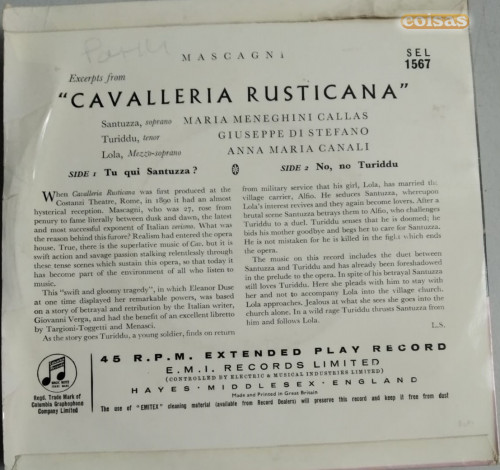 coisas
MASCAGNI
SEL
1567
Excerpts from
"CAVALLERIA RUSTICANA"
Santuzza, soprano MARIA MENEGHINI CALLAS
Turiddu, tenor GIUSEPPE DI STEFANO
Lola, Mezzo-soprano ANNA MARIA CANALI
SIDE 1 Tu qui Santuzza?
SIDE 2 No, no Turiddu
When Cavalleria Rusticana was first produced at the
Costanzi Theatre, Rome, in 1890 it had an almost
hysterical reception. Mascagni, who was 27, rose from
penury to fame literally between dusk and dawn, the latest
and most successful exponent of Italian verismo. What was
the reason behind this furore? Realism had entered the opera
house. True, there is the superlative music of Cav, but it is
swift action and savage passion stalking relentlessly through
these tense scenes which sustain this opera, so that today it
has become part of the environment of all who listen to
music.
This "swift and gloomy tragedy", in which Eleanor Duse
at one time displayed her remarkable powers, was based
on a story of betrayal and retribution by the Italian writer,
Giovanni Verga, and had the benefit of an excellent libretto
by Targioni-Toggetti and Menasci.
As the story goes Turiddu, a young soldier, finds on return
from military service that his girl, Lola, has married the
village carrier, Alfio. He seduces Santuzza, whereupon
Lola's interest revives and they again become lovers. After a
brutal scene Santuzza betrays them to Alfio, who challenges
Turiddu to a duel. Turiddu senses that he is doomed; he
bids his mother goodbye and begs her to care for Santuzza.
He is not mistaken for he is killed in the fight which ends
the opera.
The music on this record includes the duet between
Santuzza and Turiddu and has already been foreshadowed
in the prelude to the opera. In spite of his betrayal Santuzza
still loves Turiddu. Here she pleads with him to stay with
her and not to accompany Lola into the village church.
Lola approaches. Jealous at what she sees she goes into the
church alone. In a wild rage Turiddu thrusts Santuzza from
him and follows Lola.
L.S.
45 R.P.M. EXTENDED PLAY RECORD
E.M.I. RECORDS LIMITED
(CONTROLLED BY ELECTRIC & MUSICAL INDUSTRIES LIMITED)
HAYES · MIDDLESEX · ENGLAND
Made and Printed in Great Britain
Regd. Trade Mark of
Columbia Graphophone
Company Limited
The use of "EMITEX" cleaning material (available from Record Dealers) will preserve this record and keep it free from dust